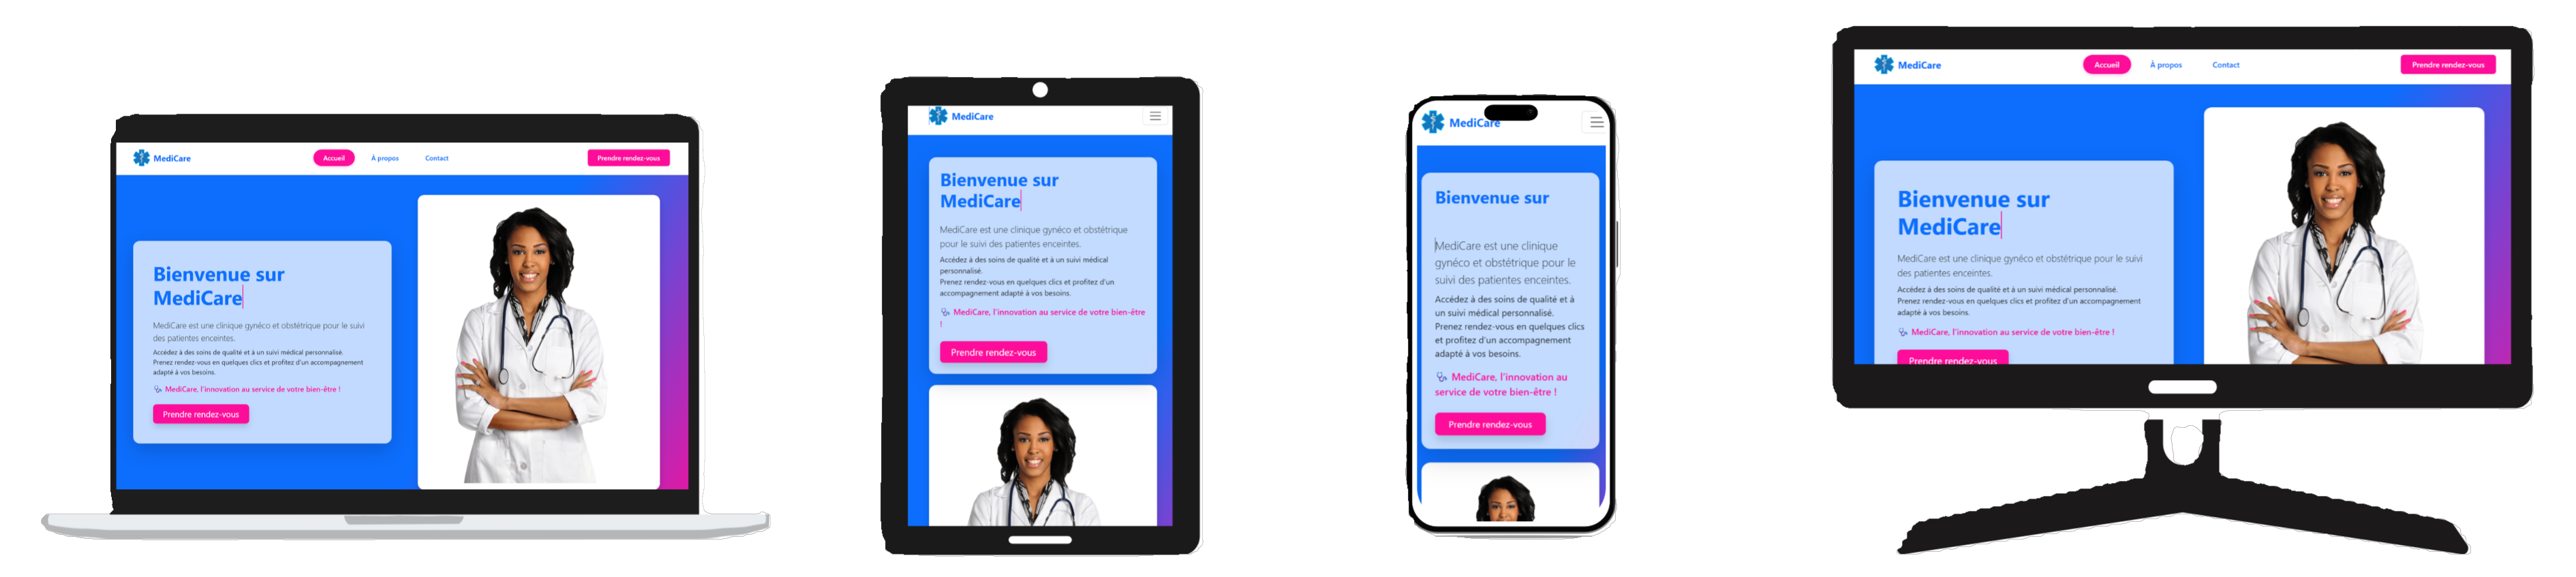 MediCare
Accueil
À propos
Contact
Prendre rendez-vous
Bienvenue sur
MediCare
MediCare est une clinique gynéco et obstétrique pour le suivi
des patientes enceintes.
Accédez à des soins de qualité et à un suivi médical personnalisé.
Prenez rendez-vous en quelques clics et profitez d'un accompagnement
adapté à vos besoins.
MediCare, l'innovation au service de votre bien-être !
Prendre rendez-vous
MediCare
Bienvenue sur
MediCare
MediCare est une clinique gynéco et obstétrique
pour le suivi des patientes enceintes.
Accédez à des soins de qualité et à un suivi médical
personnalisé.
Prenez rendez-vous en quelques clics et profitez d'un
accompagnement adapté à vos besoins.
MediCare, l'innovation au service de votre bien-être
!
Prendre rendez-vous
MediCare
Bienvenue sur
MediCare est une clinique
gynéco et obstétrique pour le
suivi des patientes enceintes.
Accédez à des soins de qualité et à
un suivi médical personnalisé.
Prenez rendez-vous en quelques clics
et profitez d'un accompagnement
adapté à vos besoins.
MediCare, l'innovation au
service de votre bien-être !
Prendre rendez-vous
MediCare
Accueil
À propos
Contact
Prendre rendez-vous
Bienvenue sur
MediCare
MediCare est une clinique gynéco et obstétrique pour le suivi
des patientes enceintes.
Accédez à des soins de qualité et à un suivi médical personnalisé.
Prenez rendez-vous en quelques clics et profitez d'un accompagnement
adapté à vos besoins.
MediCare, l'innovation au service de votre bien-être !
Prendre rendez-vous